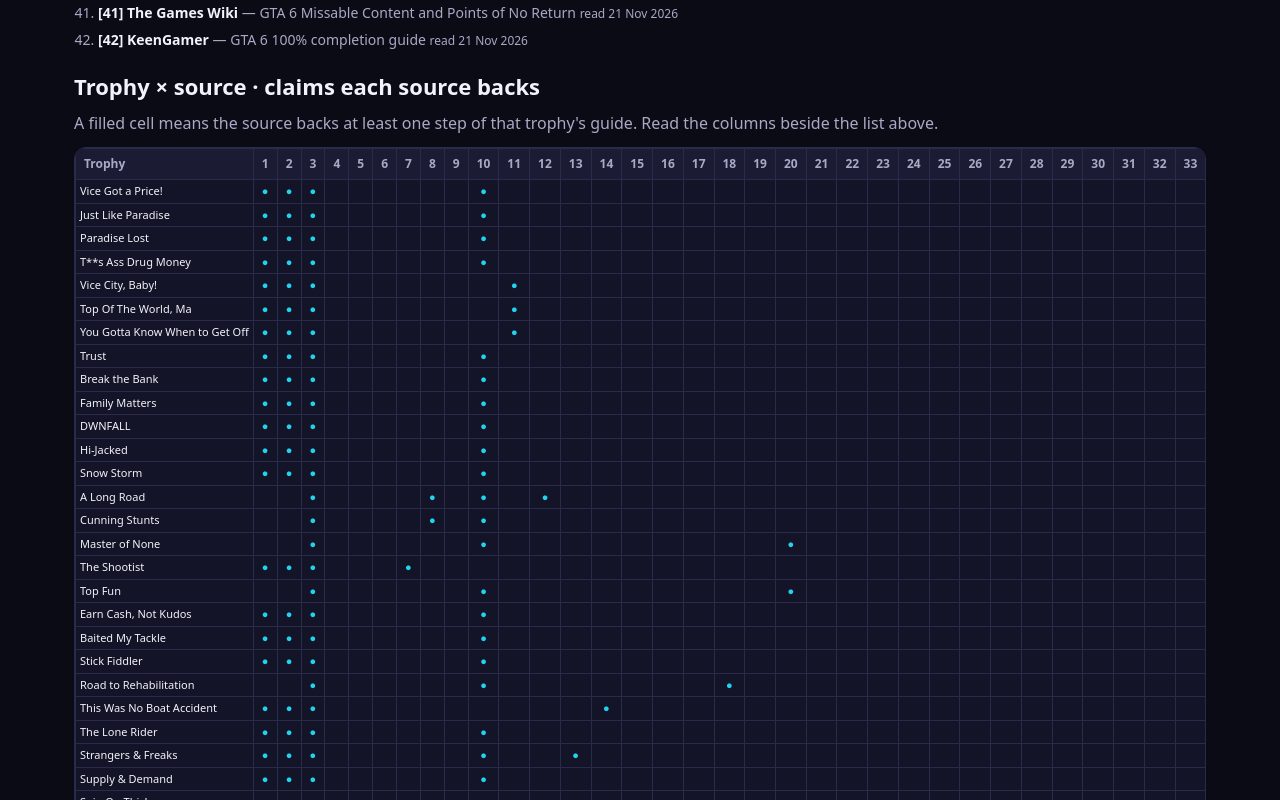 41. [41] The Games Wiki — GTA 6 Missable Content and Points of No Return read 21 Nov 2026
42. [42] KeenGamer — GTA 6 100% completion guide read 21 Nov 2026
Trophy × source · claims each source backs
A filled cell means the source backs at least one step of that trophy's guide. Read the columns beside the list above.
Trophy 1 2 3 4 5 6 7 8 9 10 11 12 13 14 15 16 17 18 19 20 21 22 23 24 25 26 27 28 29 30 31 32 33
Vice Got a Price!
Just Like Paradise
Paradise Lost
T**s Ass Drug Money
Vice City, Baby!
Top Of The World, Ma
You Gotta Know When to Get Off
Trust
Break the Bank
Family Matters
DWNFALL
Hi-Jacked
Snow Storm
A Long Road
Cunning Stunts
Master of None
The Shootist
Top Fun
Earn Cash, Not Kudos
Baited My Tackle
Stick Fiddler
Road to Rehabilitation
This Was No Boat Accident
The Lone Rider
Strangers & Freaks
Supply & Demand